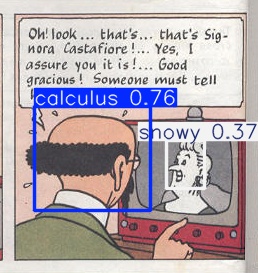 Oh! look ... that's... that's Sig-
nora Castafiore!... Yes, I
assure you it is!... Good
gracious! Someone must tell
calculus 0.76
snowy 0.37